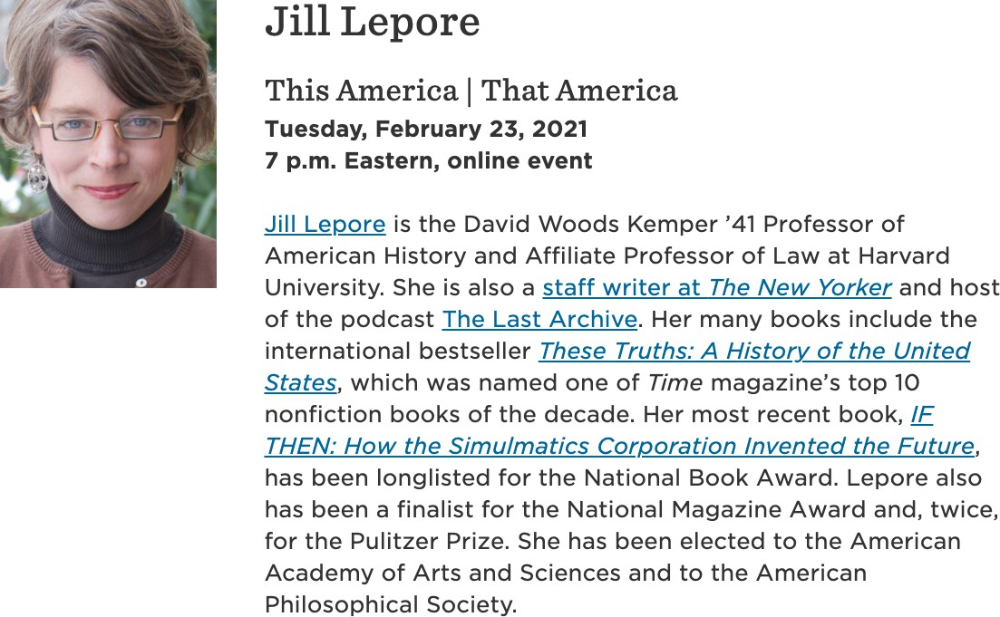 Jill Lepore
This America | That America
Tuesday, February 23, 2021
7 p.m. Eastern, online event
Jill Lepore is the David Woods Kemper ’41 Professor of
American History and Affiliate Professor of Law at Harvard
University. She is also a staff writer at The New Yorker and host
of the podcast The Last Archive. Her many books include the
international bestseller These Truths: A History of the United
States, which was named one of Time magazine’s top 10
nonfiction books of the decade. Her most recent book, IF
THEN: How the Simulmatics Corporation Invented the Future,
has been longlisted for the National Book Award. Lepore also
has been a finalist for the National Magazine Award and, twice,
for the Pulitzer Prize. She has been elected to the American
Academy of Arts and Sciences and to the American
Philosophical Society.